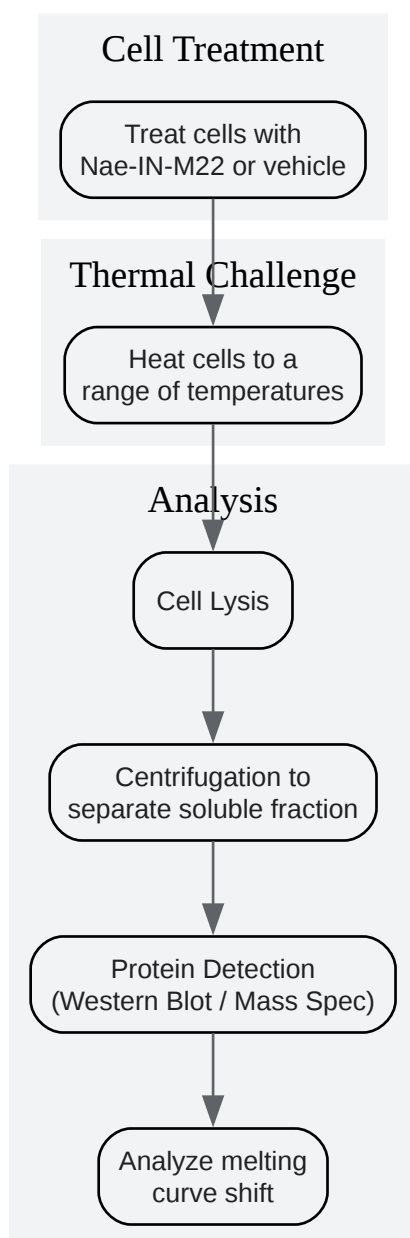 Cell Treatment
Treat cells with
Nae-IN-M22 or vehicle
Thermal Challenge
Heat cells to a
range of temperatures
Analysis
Cell Lysis
Centrifugation to
separate soluble fraction
Protein Detection
(Western Blot / Mass Spec)
Analyze melting
curve shift